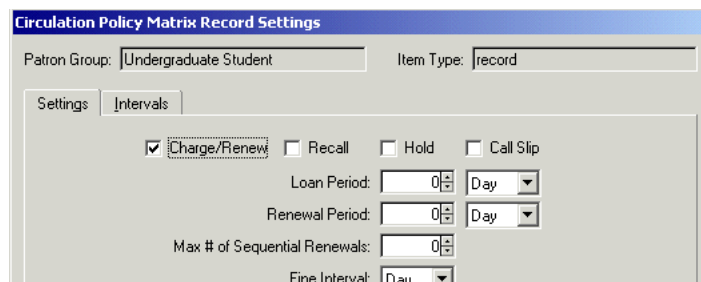 Circulation Policy Matrix Record Settings
Patron Group: Undergraduate Student Item Type: record
Settings Intervals
Charge/Renew Recall Hold Call Slip
Loan Period: 0 Day
Renewal Period: 0 Day
Max # of Sequential Renewals: 0
Fine Interval: Day